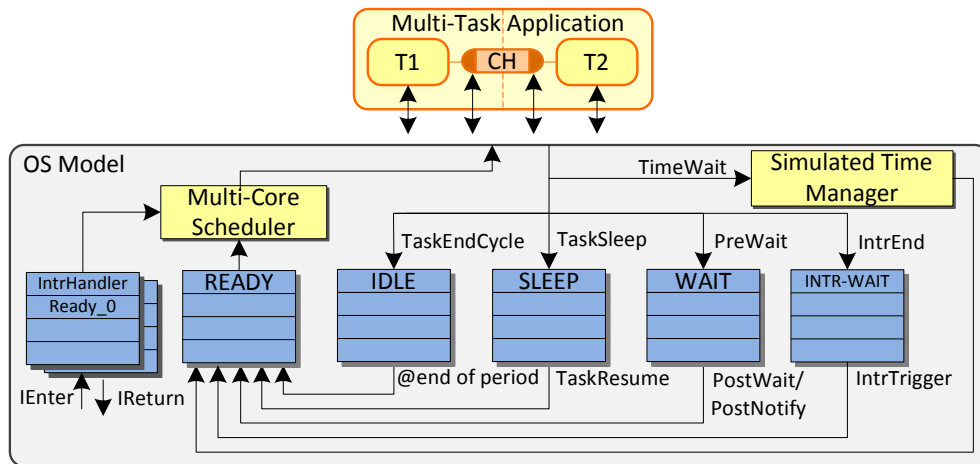 Multi-Task Application
T1
CH
T2
OS Model
TimeWait
Simulated Time
Manager
Multi-Core
Scheduler
TaskEndCycle
TaskSleep
PreWait
IntrEnd
IntrHandler
Ready_0
READY
IDLE
SLEEP
WAIT
INTR-WAIT
@end of period
TaskResume
PostWait/
PostNotify
IntrTrigger
IEnter
IReturn